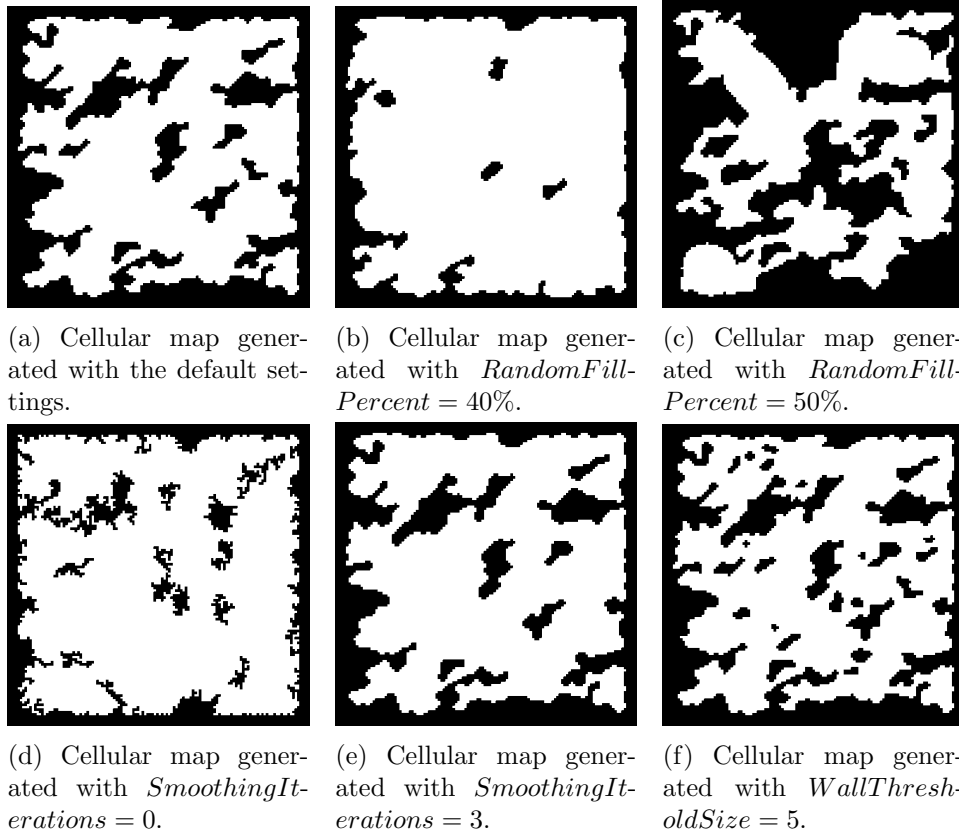 (a) Cellular map gener-
ated with the default set-
tings.
(b) Cellular map gener-
ated with RandomFill-
Percent = 40%.
(c) Cellular map gener-
ated with RandomFill-
Percent = 50%.
(d) Cellular map gener-
ated with SmoothingIt-
erations = 0.
(e) Cellular map gener-
ated with SmoothingIt-
erations = 3.
(f) Cellular map gener-
ated with WallThresh-
oldSize = 5.